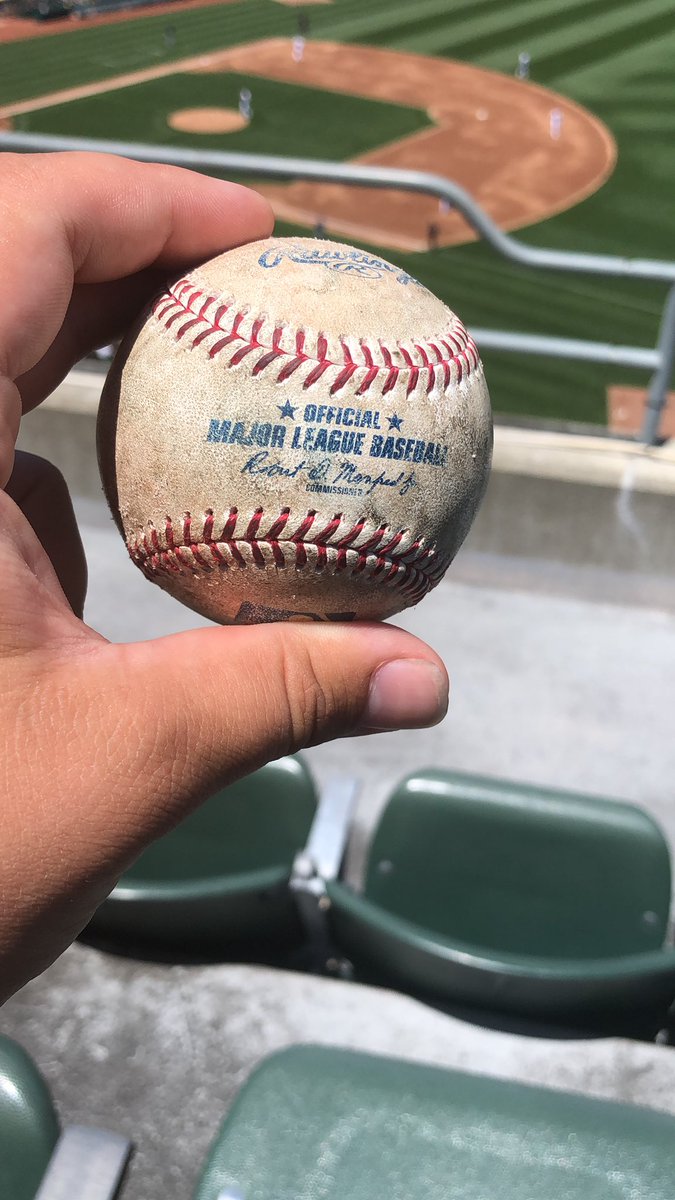 Rawlings
OFFICIAL
MAJOR LEAGUE BASEBALL
Robert D. Manfred Jr.
COMMISSIONER